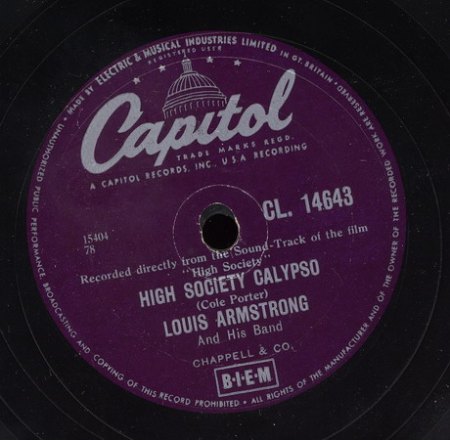 MADE BY ELECTRIC & MUSICAL INDUSTRIES LIMITED IN GT. BRITAIN •
REGISTERED USER
Capitol
TRADE MARKS REGD.
A CAPITOL RECORDS, INC., U.S.A. RECORDING
CL. 14643
15404
78
Recorded directly from the Sound-Track of the film
"High Society"
HIGH SOCIETY CALYPSO
(Cole Porter)
LOUIS ARMSTRONG
And His Band
CHAPPELL & CO.
B·I·E·M
ALL RIGHTS OF THE MANUFACTURER AND OF THE OWNER OF THE RECORDED WORK ARE RESERVED •
UNAUTHORIZED PUBLIC PERFORMANCE, BROADCASTING AND COPYING OF THIS RECORD PROHIBITED •